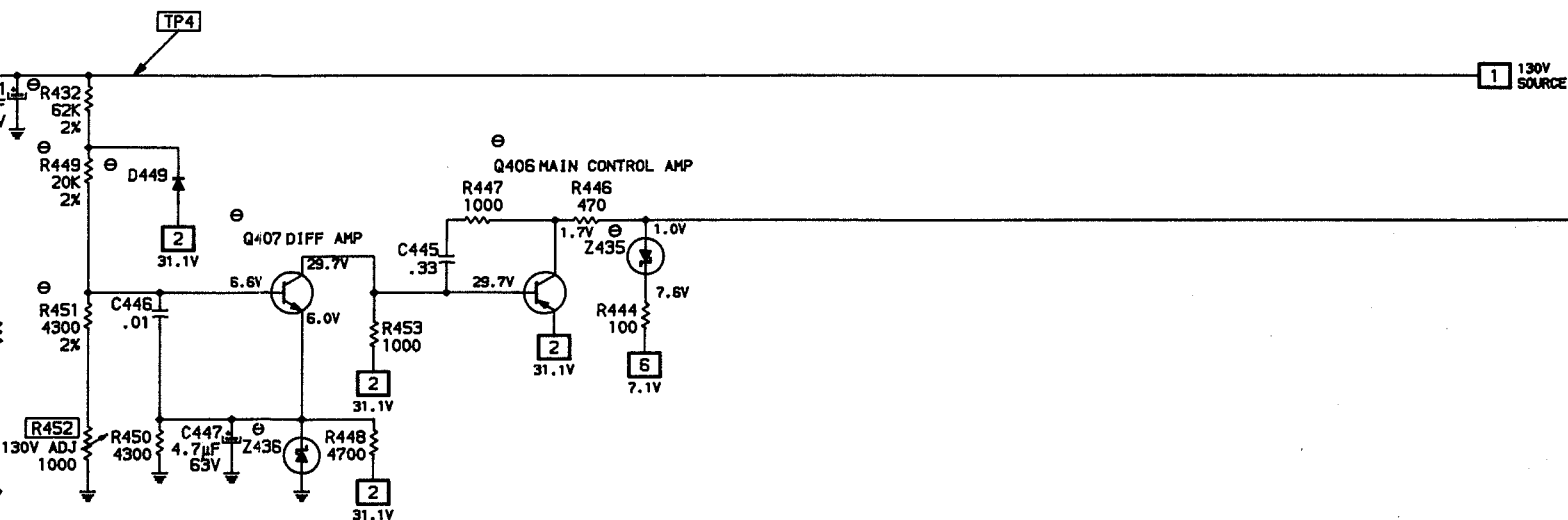 TP4
1
130V
SOURCE
R432
62K
2%
R449
20K
2%
D449
2
31.1V
Q406 MAIN CONTROL AMP
R447
1000
R446
470
1.7V
1.0V
Z435
7.6V
R444
100
6
7.1V
Q407 DIFF AMP
29.7V
6.6V
6.0V
C445
.33
29.7V
2
31.1V
R451
4300
2%
C446
.01
R453
1000
2
31.1V
R452
130V ADJ
1000
R450
4300
C447
4.7µF
63V
Z436
R448
4700
2
31.1V